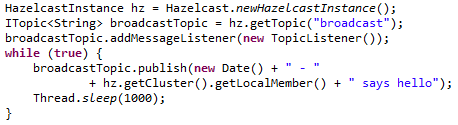 HazelcastInstance hz = Hazelcast.newHazelcastInstance();
ITopic<String> broadcastTopic = hz.getTopic("broadcast");
broadcastTopic.addMessageListener(new TopicListener());
while (true) {
    broadcastTopic.publish(new Date() + " - "
            + hz.getCluster().getLocalMember() + " says hello");
    Thread.sleep(1000);
}